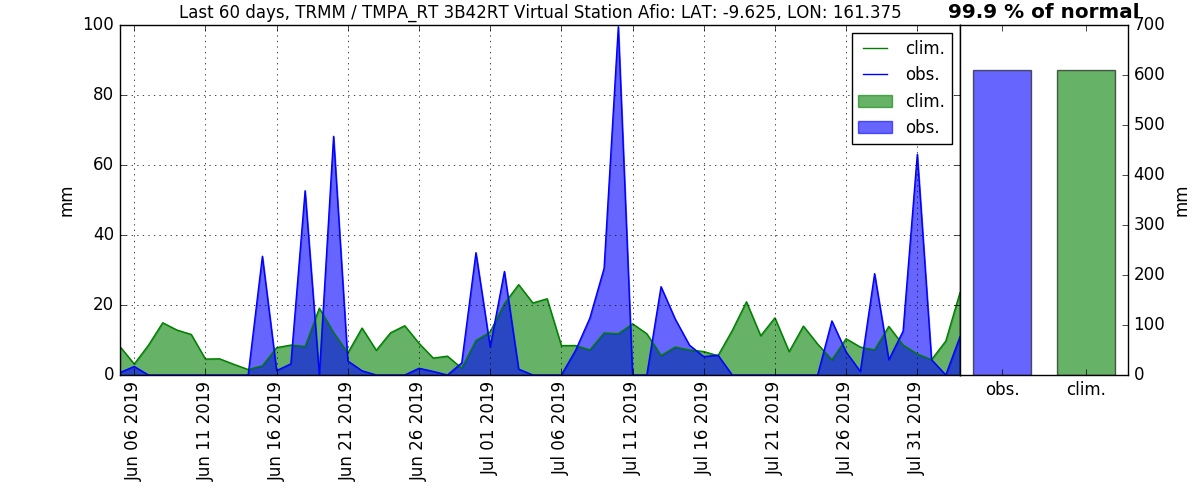 Last 60 days, TRMM / TMPA_RT 3B42RT Virtual Station Afio: LAT: -9.625, LON: 161.375
99.9 % of normal
100
80
60
40
20
0
mm
clim.
obs.
clim.
obs.
700
600
500
400
300
200
100
0
mm
Jun 06 2019
Jun 11 2019
Jun 16 2019
Jun 21 2019
Jun 26 2019
Jul 01 2019
Jul 06 2019
Jul 11 2019
Jul 16 2019
Jul 21 2019
Jul 26 2019
Jul 31 2019
obs.
clim.